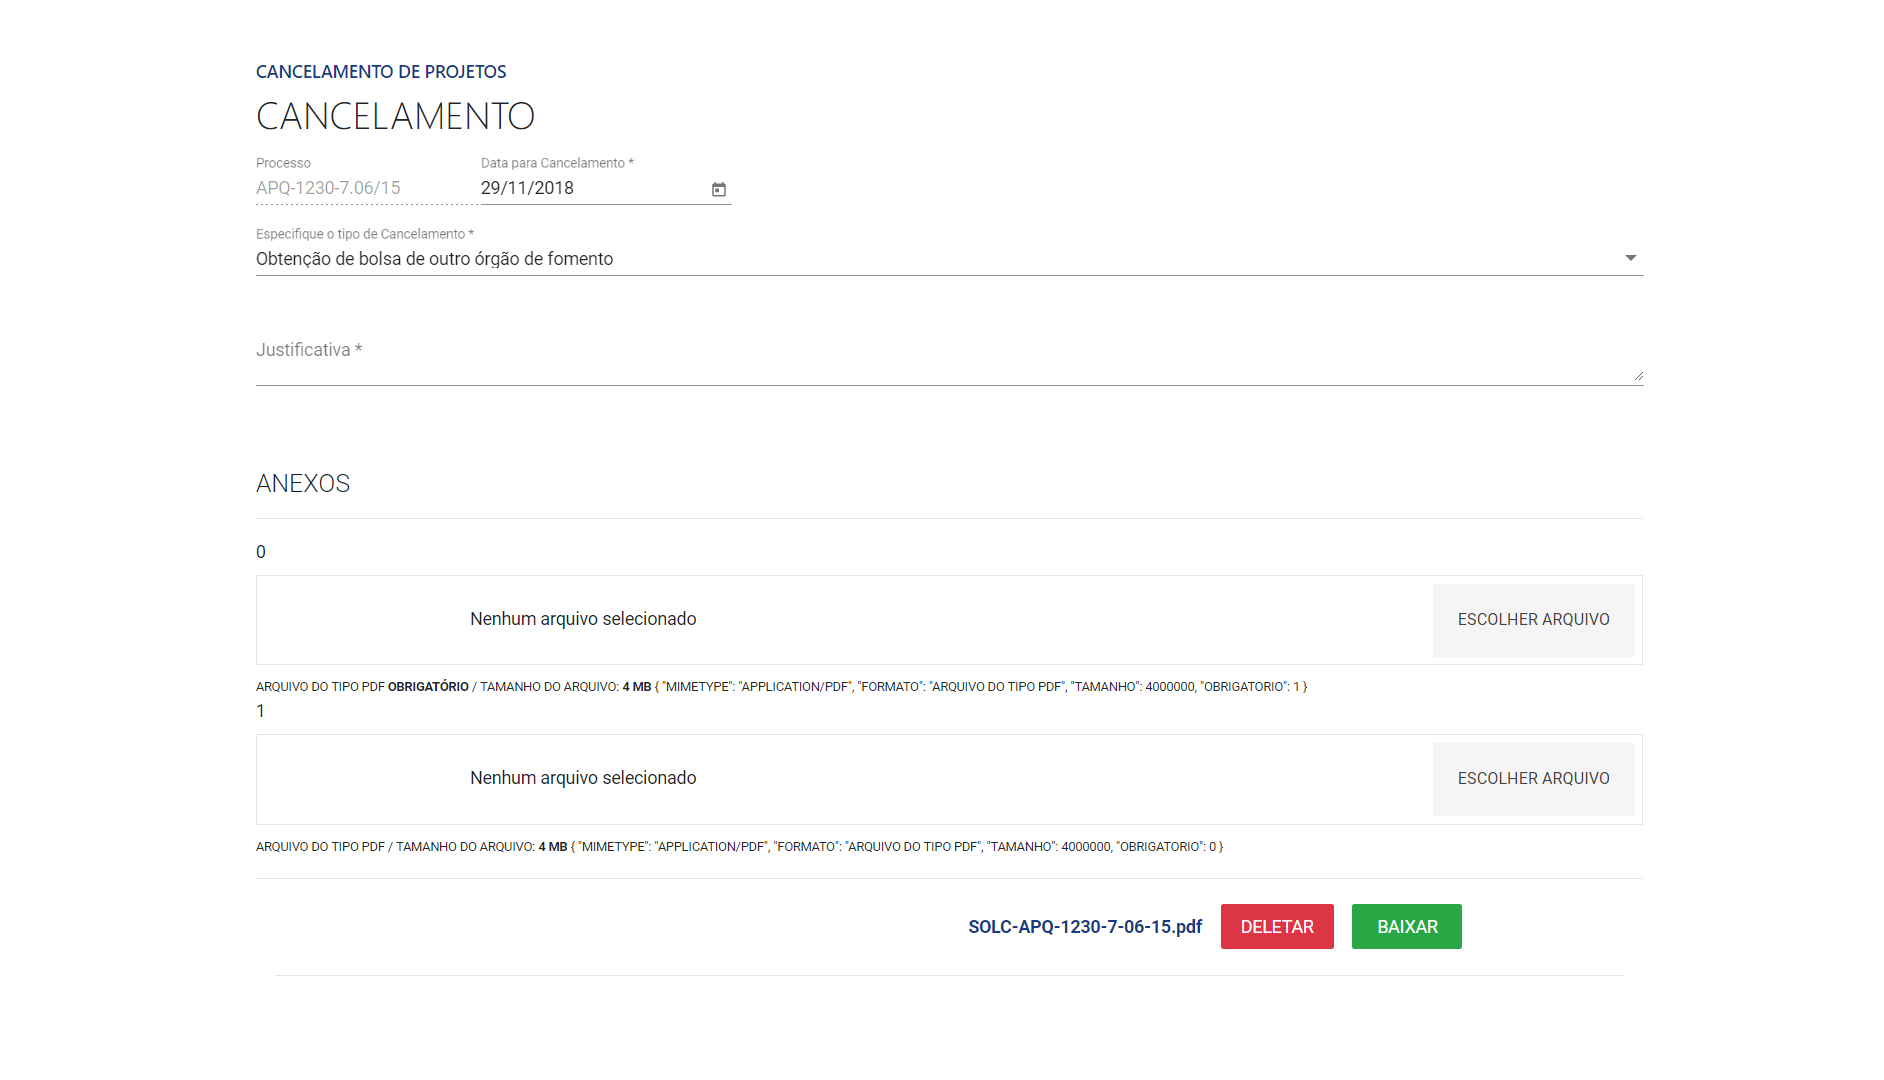 CANCELAMENTO DE PROJETOS
CANCELAMENTO
Processo
Data para Cancelamento *
APQ-1230-7.06/15
29/11/2018
Especifique o tipo de Cancelamento *
Obtenção de bolsa de outro órgão de fomento
Justificativa *
ANEXOS
0
Nenhum arquivo selecionado
ESCOLHER ARQUIVO
ARQUIVO DO TIPO PDF OBRIGATÓRIO / TAMANHO DO ARQUIVO: 4 MB { "MIMETYPE": "APPLICATION/PDF", "FORMATO": "ARQUIVO DO TIPO PDF", "TAMANHO": 4000000, "OBRIGATORIO": 1 }
1
Nenhum arquivo selecionado
ESCOLHER ARQUIVO
ARQUIVO DO TIPO PDF / TAMANHO DO ARQUIVO: 4 MB { "MIMETYPE": "APPLICATION/PDF", "FORMATO": "ARQUIVO DO TIPO PDF", "TAMANHO": 4000000, "OBRIGATORIO": 0 }
SOLC-APQ-1230-7-06-15.pdf
DELETAR
BAIXAR